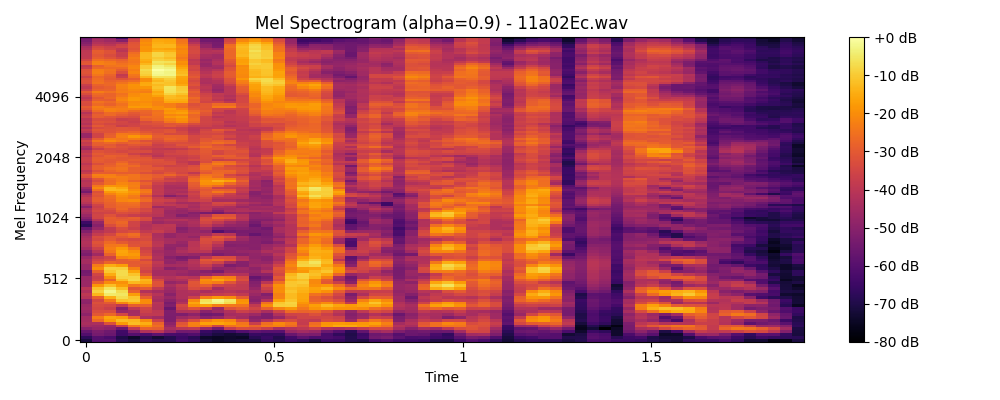 Mel Spectrogram (alpha=0.9) - 11a02Ec.wav
Mel Frequency
4096
2048
1024
512
0
0
0.5
1
1.5
Time
+0 dB
-10 dB
-20 dB
-30 dB
-40 dB
-50 dB
-60 dB
-70 dB
-80 dB